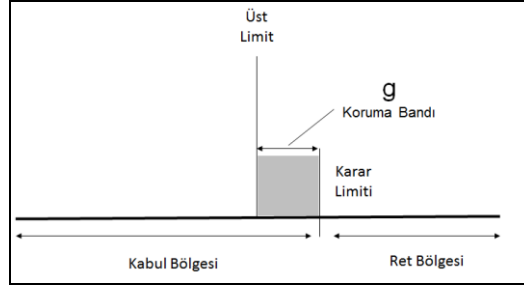 Üst
Limit
g
Koruma Bandı
Karar
Limiti
Kabul Bölgesi
Ret Bölgesi